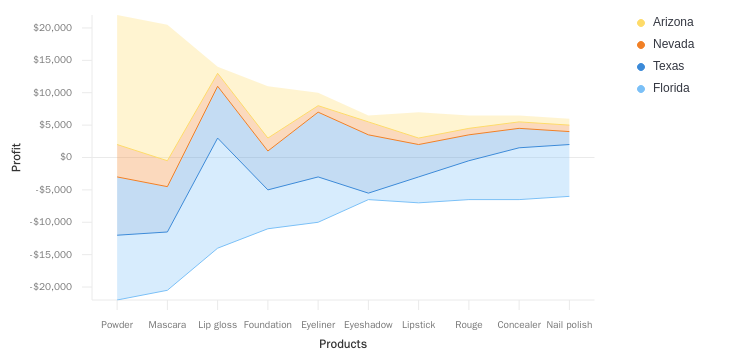 $20,000
$15,000
$10,000
$5,000
$0
-$5,000
-$10,000
-$15,000
-$20,000
Profit
Powder Mascara Lip gloss Foundation Eyeliner Eyeshadow Lipstick Rouge Concealer Nail polish
Products
Arizona
Nevada
Texas
Florida